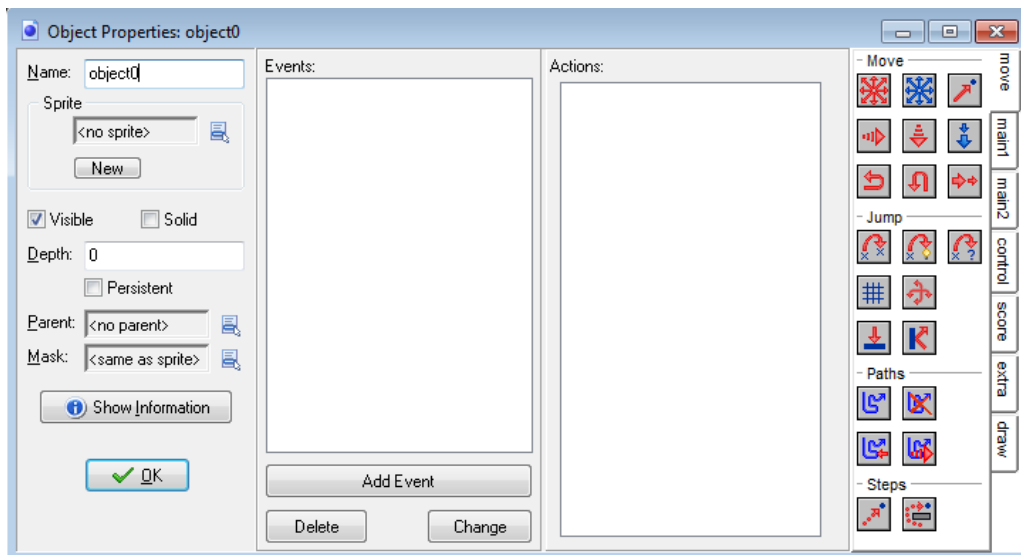 Object Properties: object0
Name: object0
Sprite
<no sprite>
New
Visible Solid
Depth: 0
Persistent
Parent: <no parent>
Mask: <same as sprite>
Show Information
OK
Events:
Add Event
Delete Change
Actions:
Move
Jump
?
Paths
Steps
move
main1
main2
control
score
extra
draw